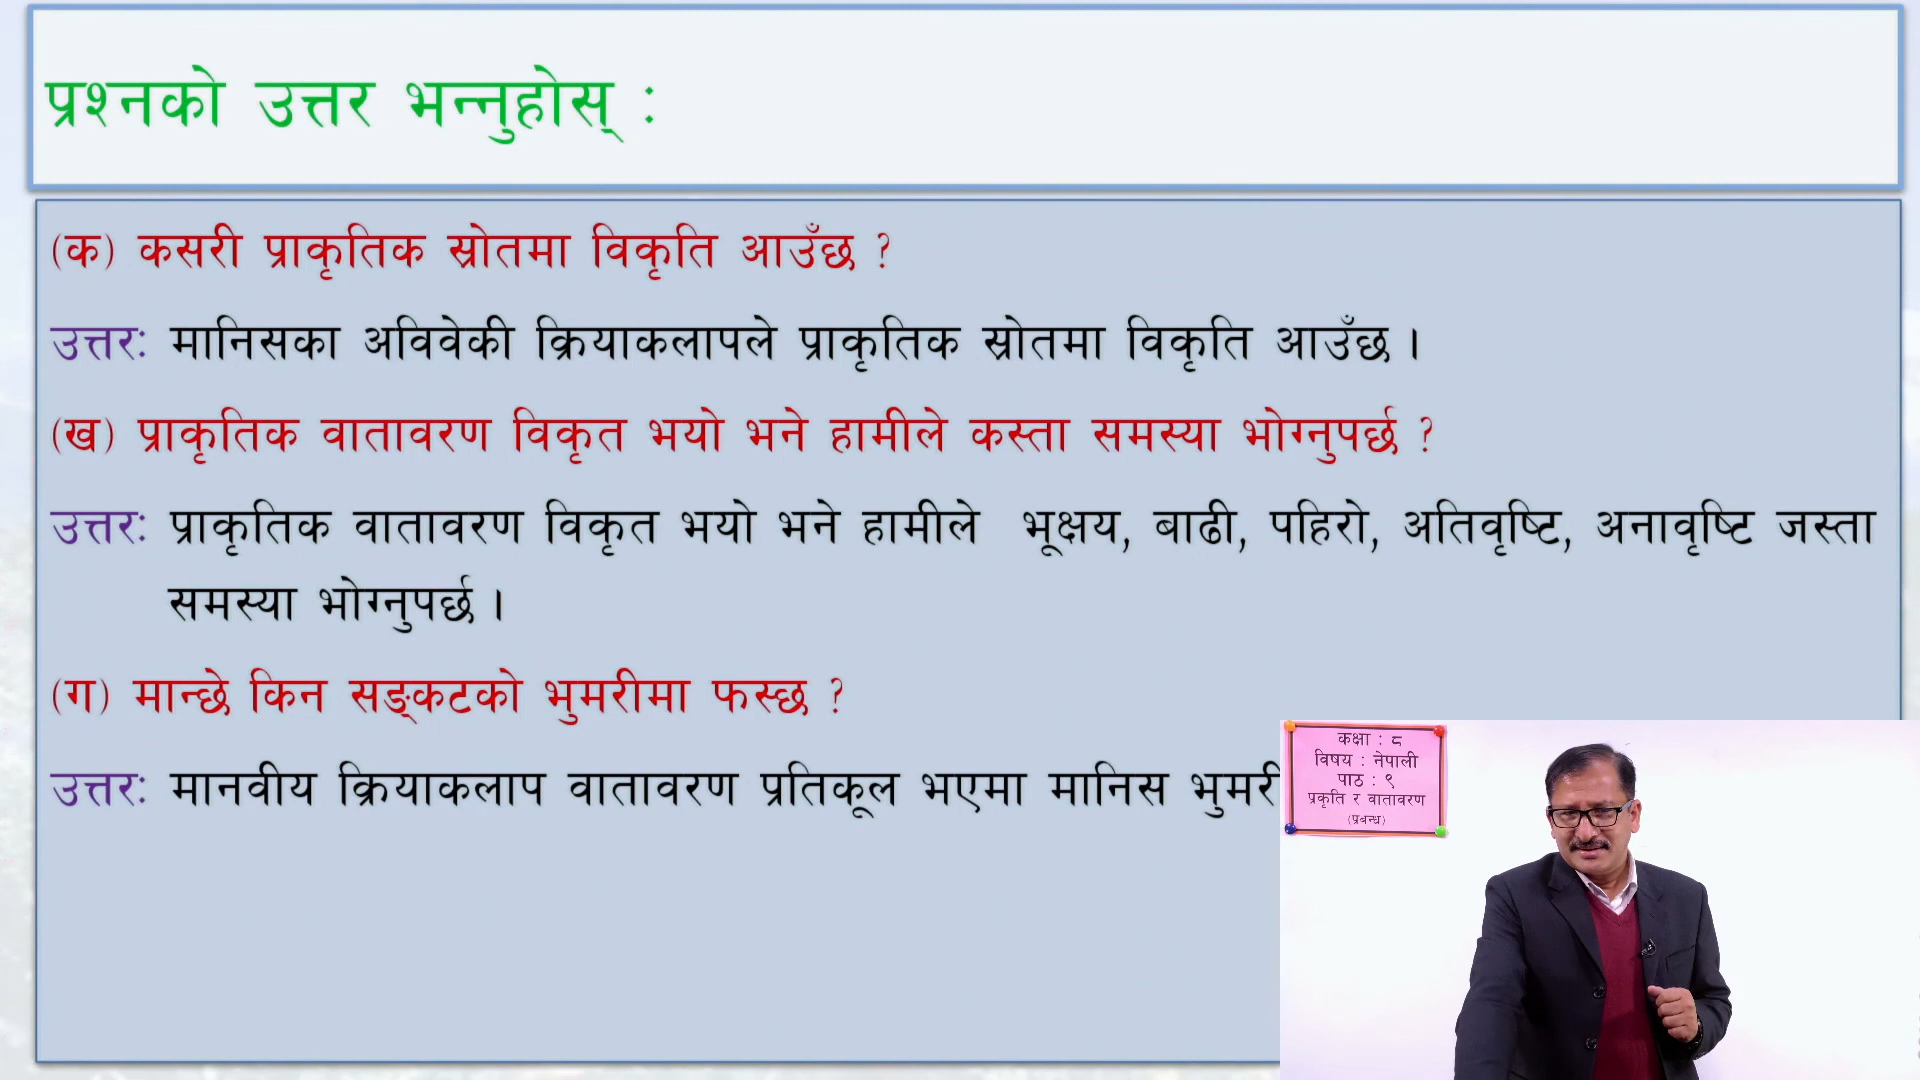 प्रश्नको उत्तर भन्नुहोस् :
(क) कसरी प्राकृतिक स्रोतमा विकृति आउँछ ?
उत्तरः मानिसका अविवेकी क्रियाकलापले प्राकृतिक स्रोतमा विकृति आउँछ ।
(ख) प्राकृतिक वातावरण विकृत भयो भने हामीले कस्ता समस्या भोग्नुपर्छ ?
उत्तरः प्राकृतिक वातावरण विकृत भयो भने हामीले भूक्षय, बाढी, पहिरो, अतिवृष्टि, अनावृष्टि जस्ता
समस्या भोग्नुपर्छ ।
(ग) मान्छे किन सङ्कटको भुमरीमा फस्छ ?
उत्तरः मानवीय क्रियाकलाप वातावरण प्रतिकूल भएमा मानिस
कक्षा : ८
विषय : नेपाली
पाठ : ९
प्रकृति र वातावरण
(प्रबन्ध)